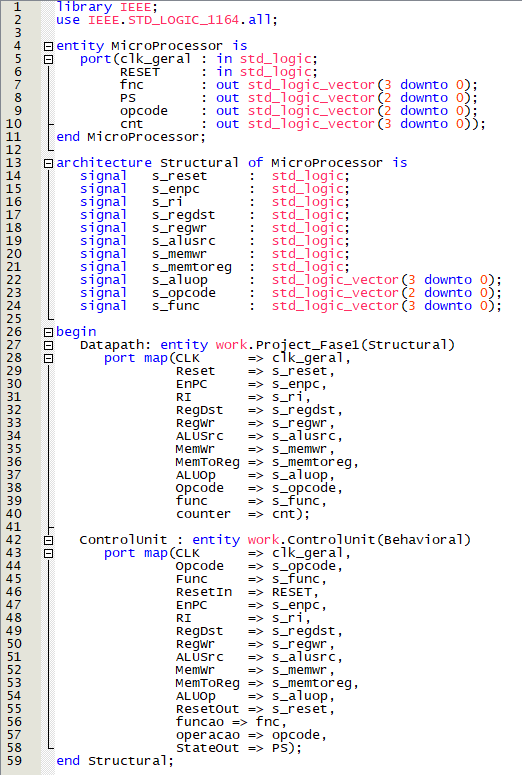 1 library IEEE;
2 use IEEE.STD_LOGIC_1164.all;
3
4 entity MicroProcessor is
5 port(clk_geral : in std_logic;
6 RESET : in std_logic;
7 fnc : out std_logic_vector(3 downto 0);
8 PS : out std_logic_vector(2 downto 0);
9 opcode : out std_logic_vector(2 downto 0);
10 cnt : out std_logic_vector(3 downto 0));
11 end MicroProcessor;
12
13 architecture Structural of MicroProcessor is
14 signal s_reset : std_logic;
15 signal s_enpc : std_logic;
16 signal s_ri : std_logic;
17 signal s_regdst : std_logic;
18 signal s_regwr : std_logic;
19 signal s_alusrc : std_logic;
20 signal s_memwr : std_logic;
21 signal s_memtoreg : std_logic;
22 signal s_aluop : std_logic_vector(3 downto 0);
23 signal s_opcode : std_logic_vector(2 downto 0);
24 signal s_func : std_logic_vector(3 downto 0);
25
26 begin
27 Datapath: entity work.Project_Fase1(Structural)
28 port map(CLK => clk_geral,
29 Reset => s_reset,
30 EnPC => s_enpc,
31 RI => s_ri,
32 RegDst => s_regdst,
33 RegWr => s_regwr,
34 ALUSrc => s_alusrc,
35 MemWr => s_memwr,
36 MemToReg => s_memtoreg,
37 ALUOp => s_aluop,
38 Opcode => s_opcode,
39 func => s_func,
40 counter => cnt);
41
42 ControlUnit : entity work.ControlUnit(Behavioral)
43 port map(CLK => clk_geral,
44 Opcode => s_opcode,
45 Func => s_func,
46 ResetIn => RESET,
47 EnPC => s_enpc,
48 RI => s_ri,
49 RegDst => s_regdst,
50 RegWr => s_regwr,
51 ALUSrc => s_alusrc,
52 MemWr => s_memwr,
53 MemToReg => s_memtoreg,
54 ALUOp => s_aluop,
55 ResetOut => s_reset,
56 funcao => fnc,
57 operacao => opcode,
58 StateOut => PS);
59 end Structural;